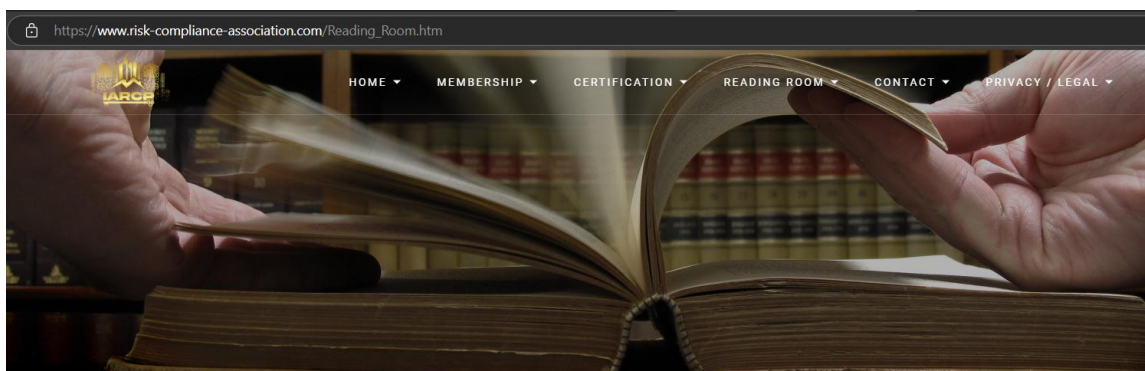 https://www.risk-compliance-association.com/Reading_Room.htm
IARCP
HOME
MEMBERSHIP
CERTIFICATION
READING ROOM
CONTACT
PRIVACY / LEGAL